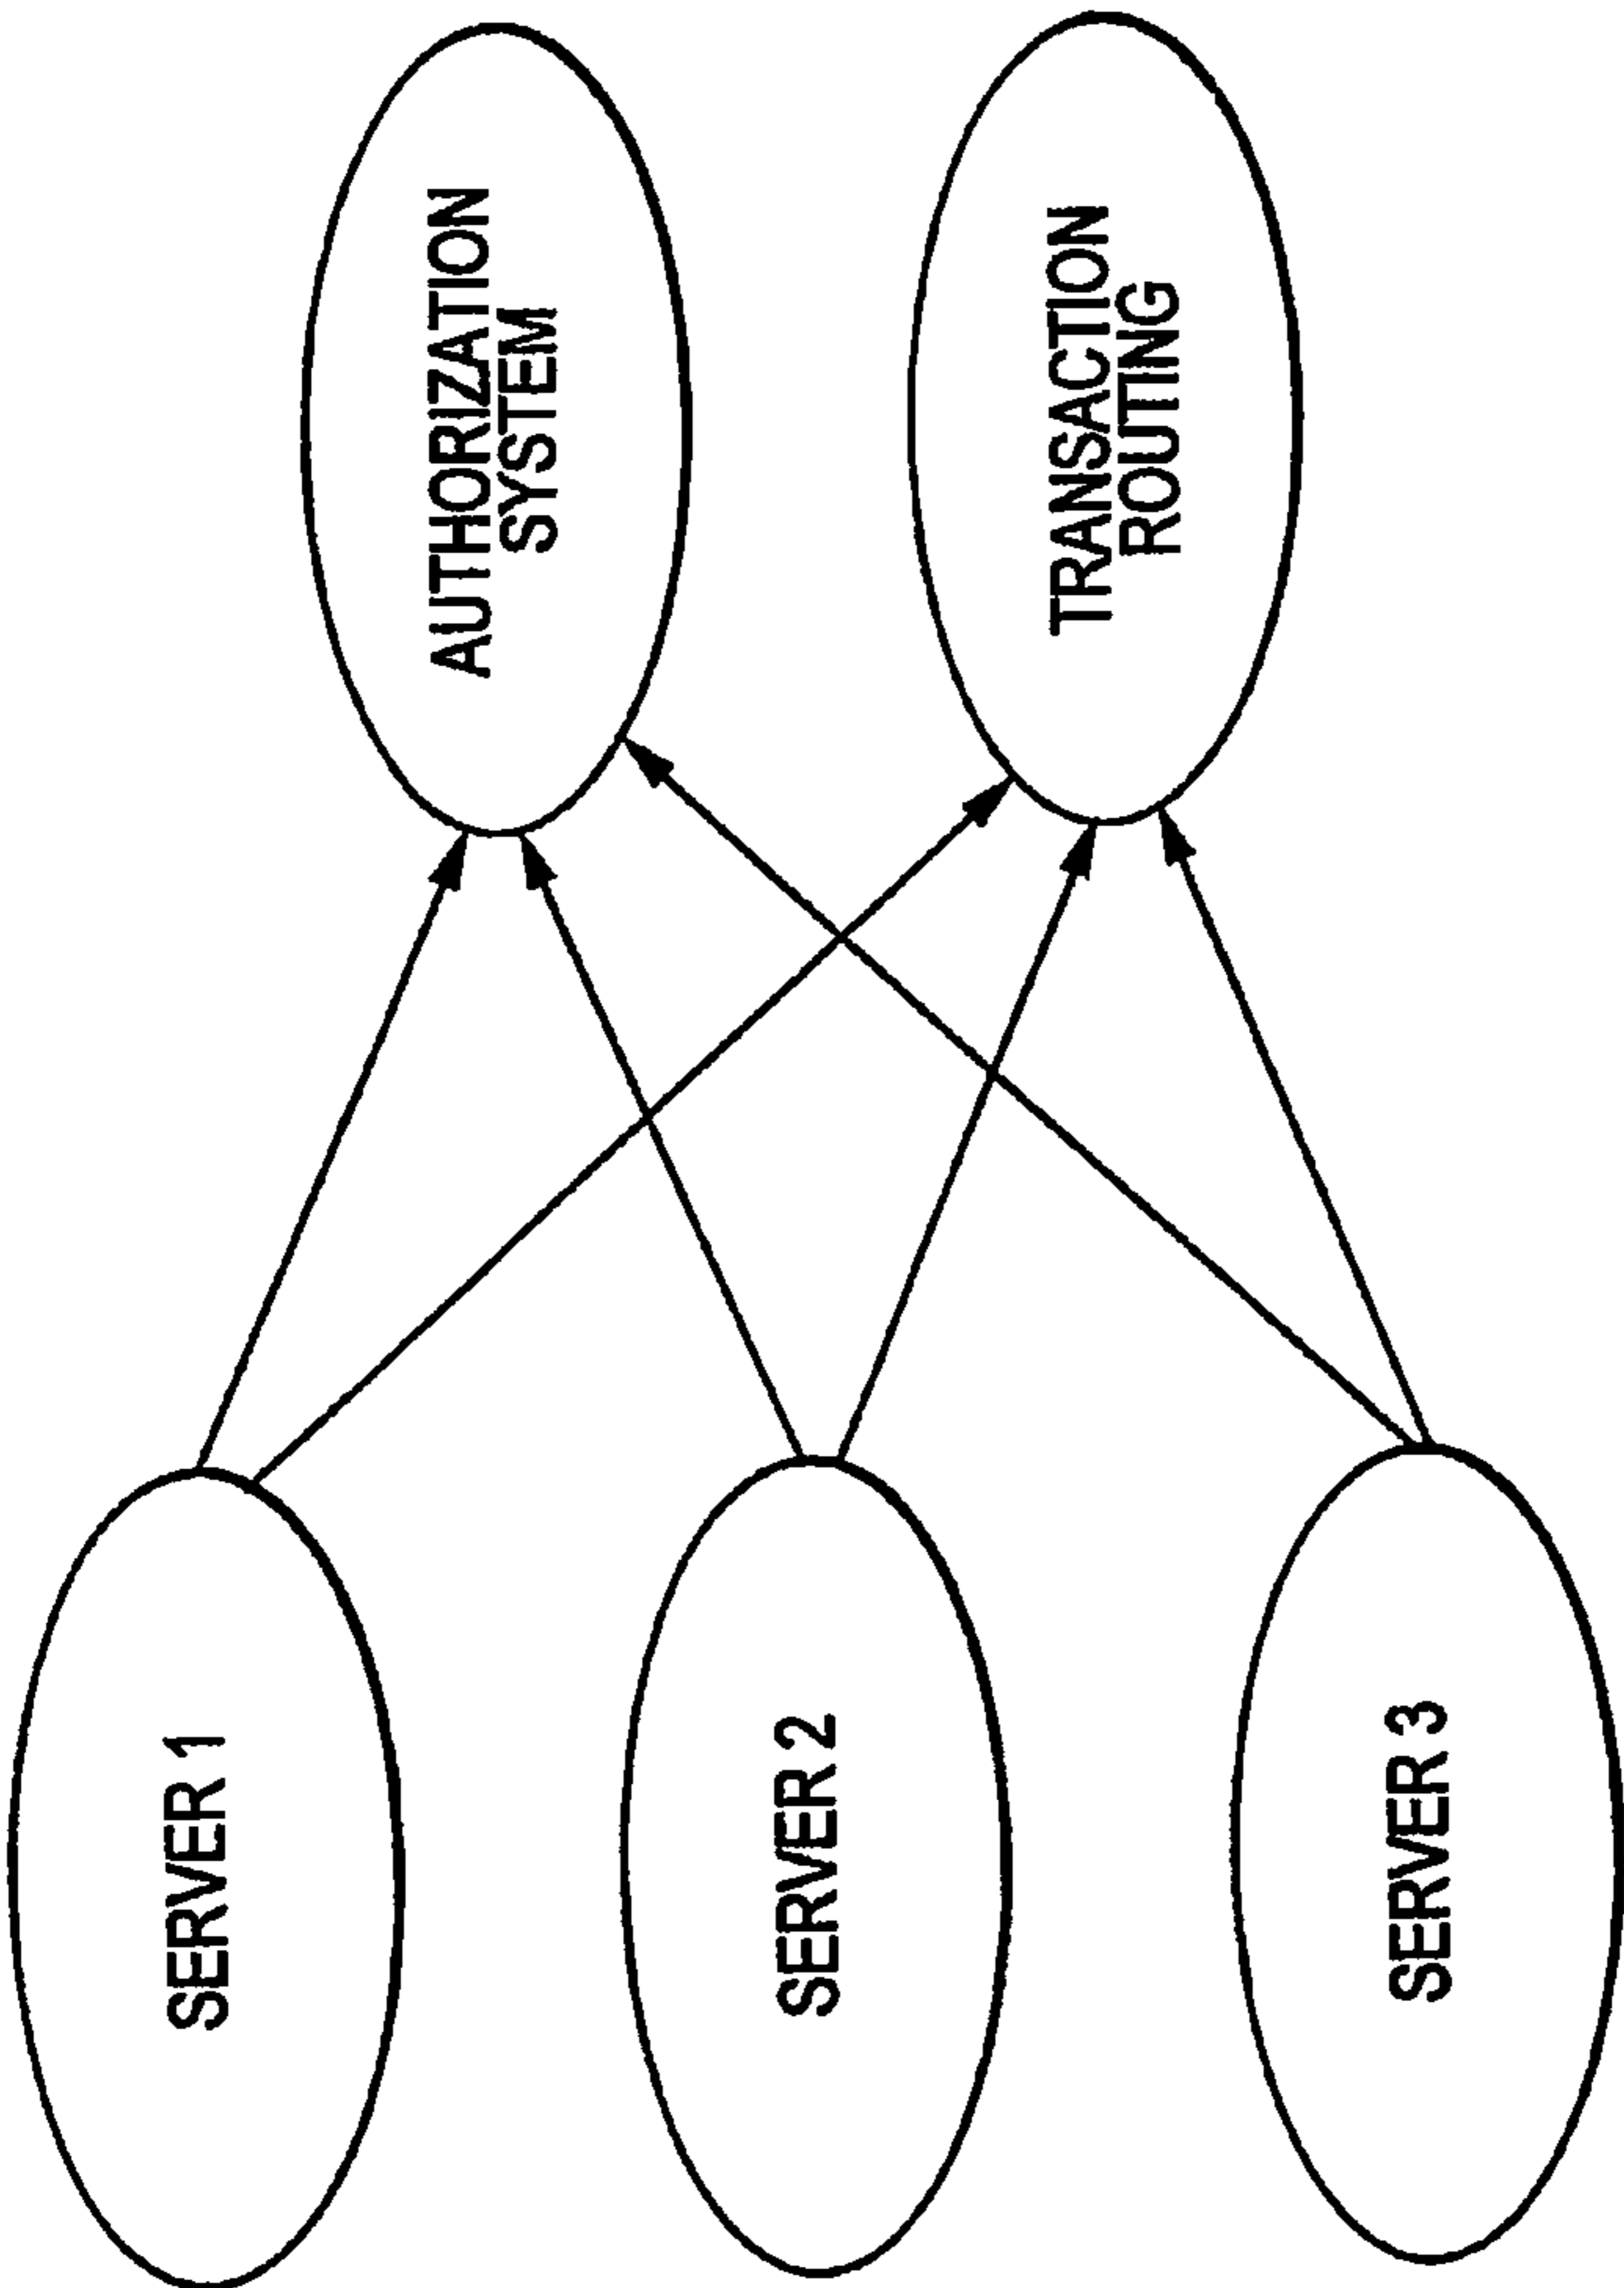 SERVER 1
SERVER 2
SERVER 3
AUTHORIZATION
SYSTEM
TRANSACTION
ROUTING